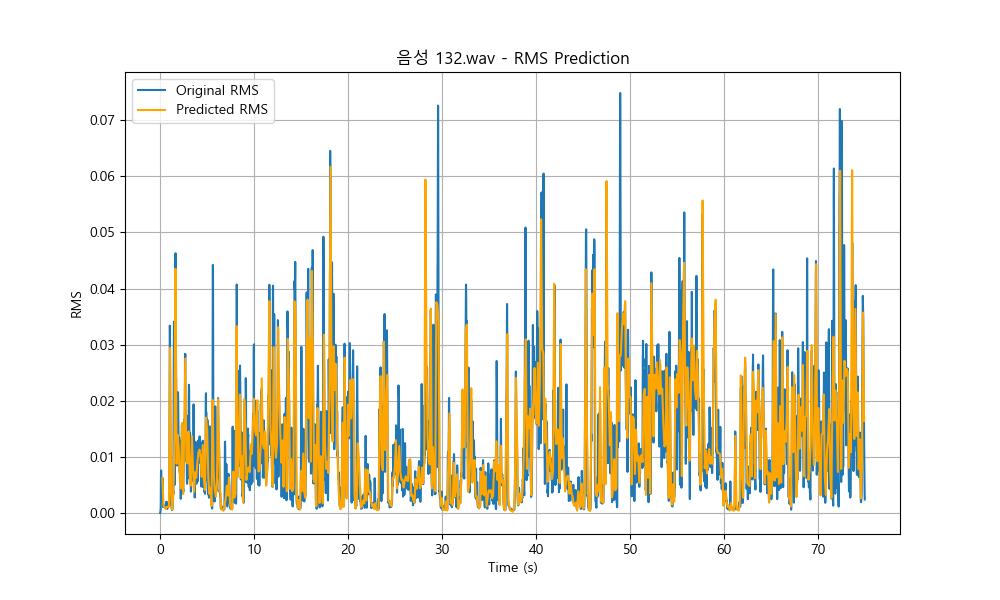 음성 132.wav - RMS Prediction
Original RMS
Predicted RMS
0.07
0.06
0.05
0.04
0.03
0.02
0.01
0.00
RMS
0 10 20 30 40 50 60 70
Time (s)